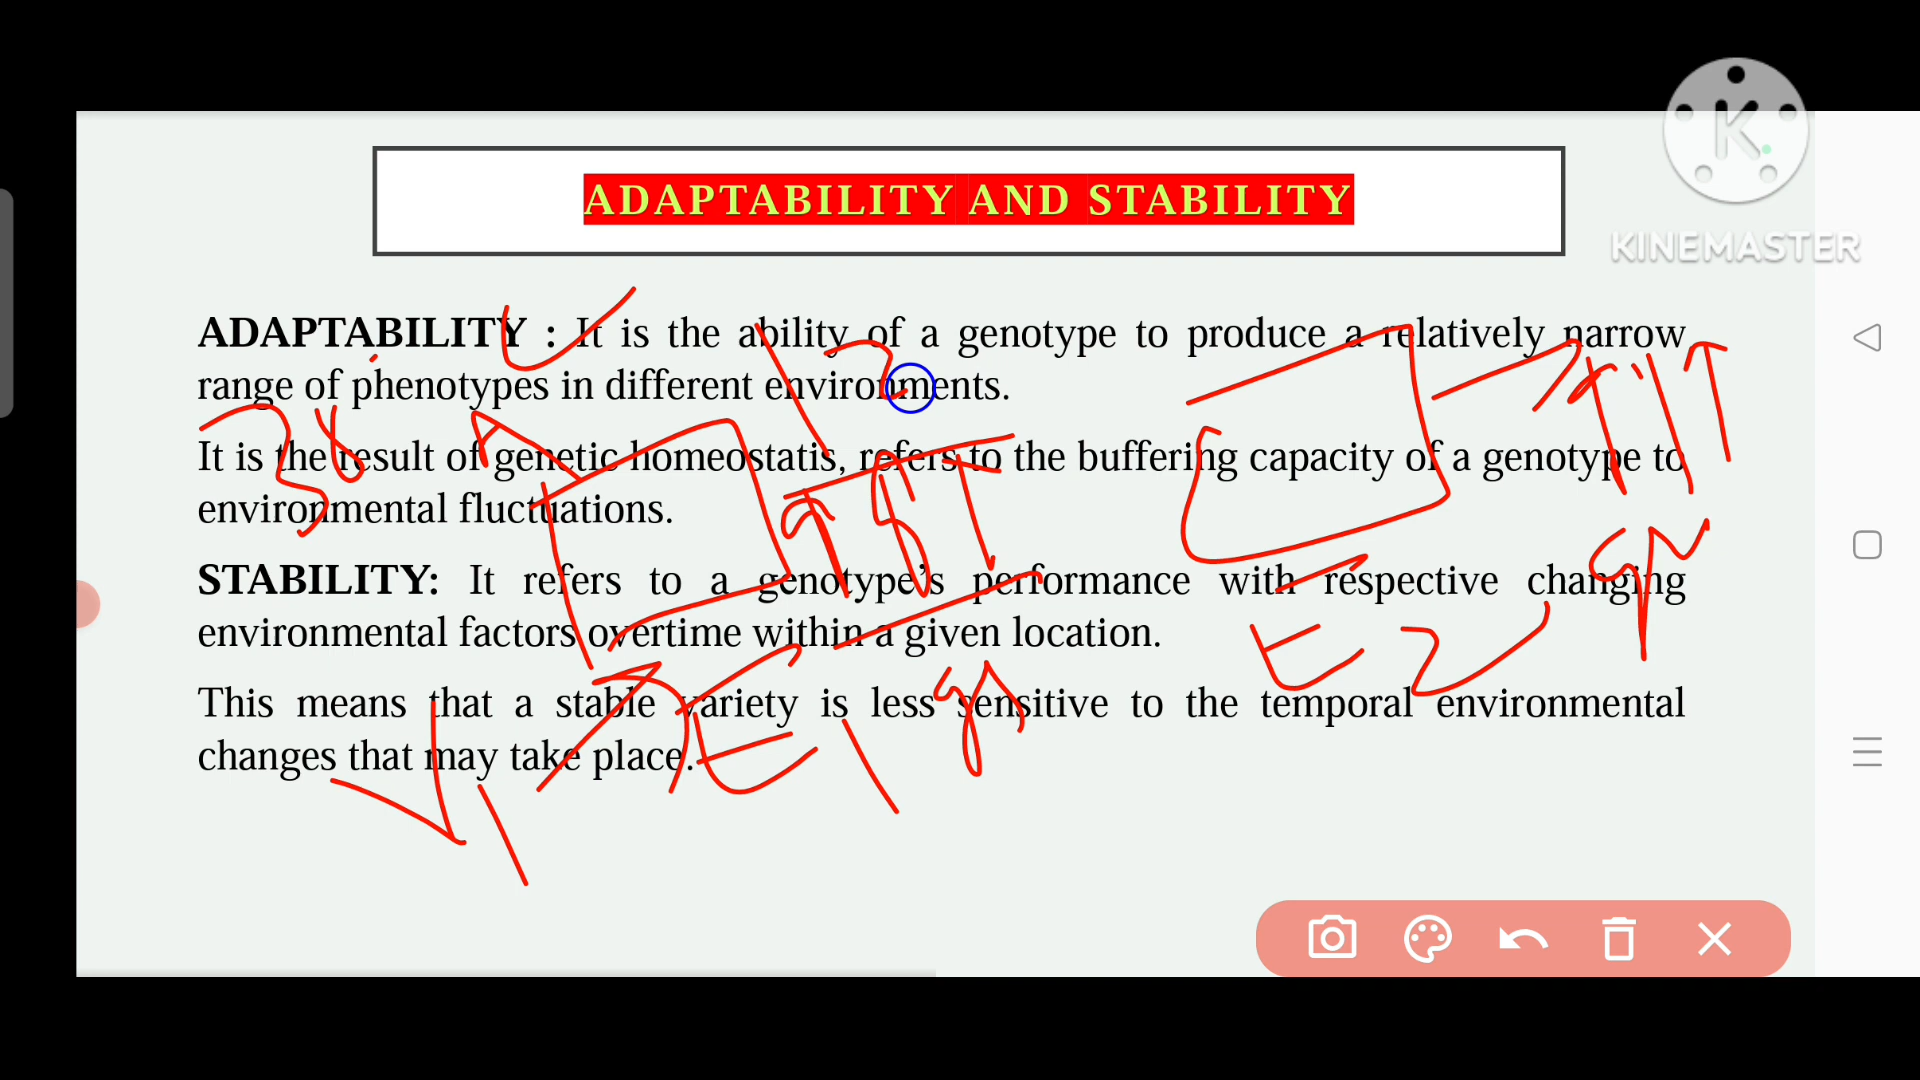 ADAPTABILITY AND STABILITY
KINEMASTER
ADAPTABILITY : It is the ability of a genotype to produce a relatively narrow
range of phenotypes in different environments.
It is the result of genetic homeostatis, refers to the buffering capacity of a genotype to
environmental fluctuations.
STABILITY: It refers to a genotype's performance with respective changing
environmental factors overtime within a given location.
This means that a stable variety is less sensitive to the temporal environmental
changes that may take place.